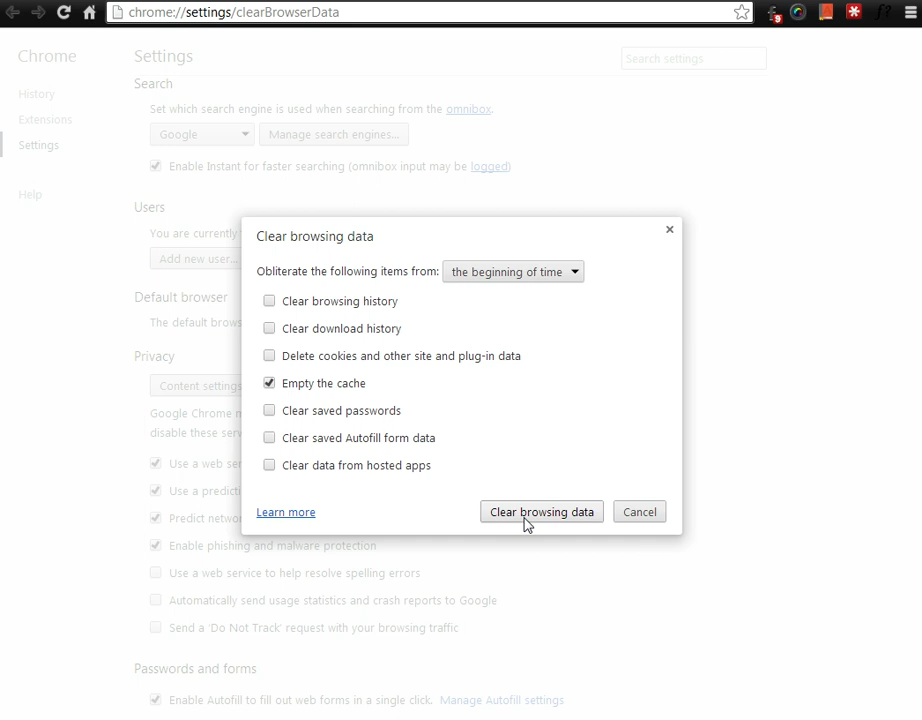 chrome://settings/clearBrowserData
Chrome
History
Extensions
Settings
Help
Settings
Search settings
Search
Set which search engine is used when searching from the omnibox.
Google
Manage search engines...
Enable Instant for faster searching (omnibox input may be logged)
Users
You are currently
Add new user...
Default browser
The default brows
Privacy
Content settings
Google Chrome m
disable these serv
Use a web ser
Use a predicti
Predict netwo
Enable phishing and malware protection
Use a web service to help resolve spelling errors
Automatically send usage statistics and crash reports to Google
Send a 'Do Not Track' request with your browsing traffic
Passwords and forms
Enable Autofill to fill out web forms in a single click. Manage Autofill settings
Clear browsing data
Obliterate the following items from: the beginning of time
Clear browsing history
Clear download history
Delete cookies and other site and plug-in data
Empty the cache
Clear saved passwords
Clear saved Autofill form data
Clear data from hosted apps
Learn more
Clear browsing data
Cancel